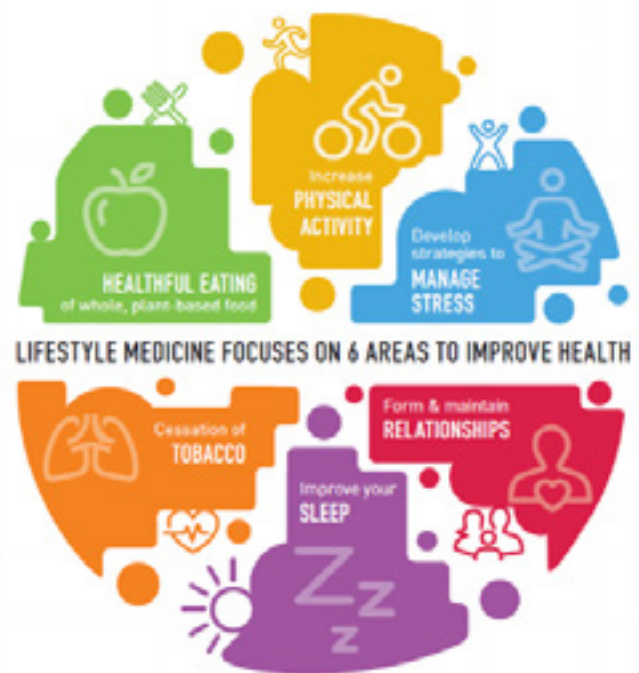 Increase
PHYSICAL
ACTIVITY
HEALTHFUL EATING
of whole, plant-based food
Develop
strategies to
MANAGE
STRESS
LIFESTYLE MEDICINE FOCUSES ON 6 AREAS TO IMPROVE HEALTH
Cessation of
TOBACCO
Form & maintain
RELATIONSHIPS
Improve your
SLEEP
Z
z
z